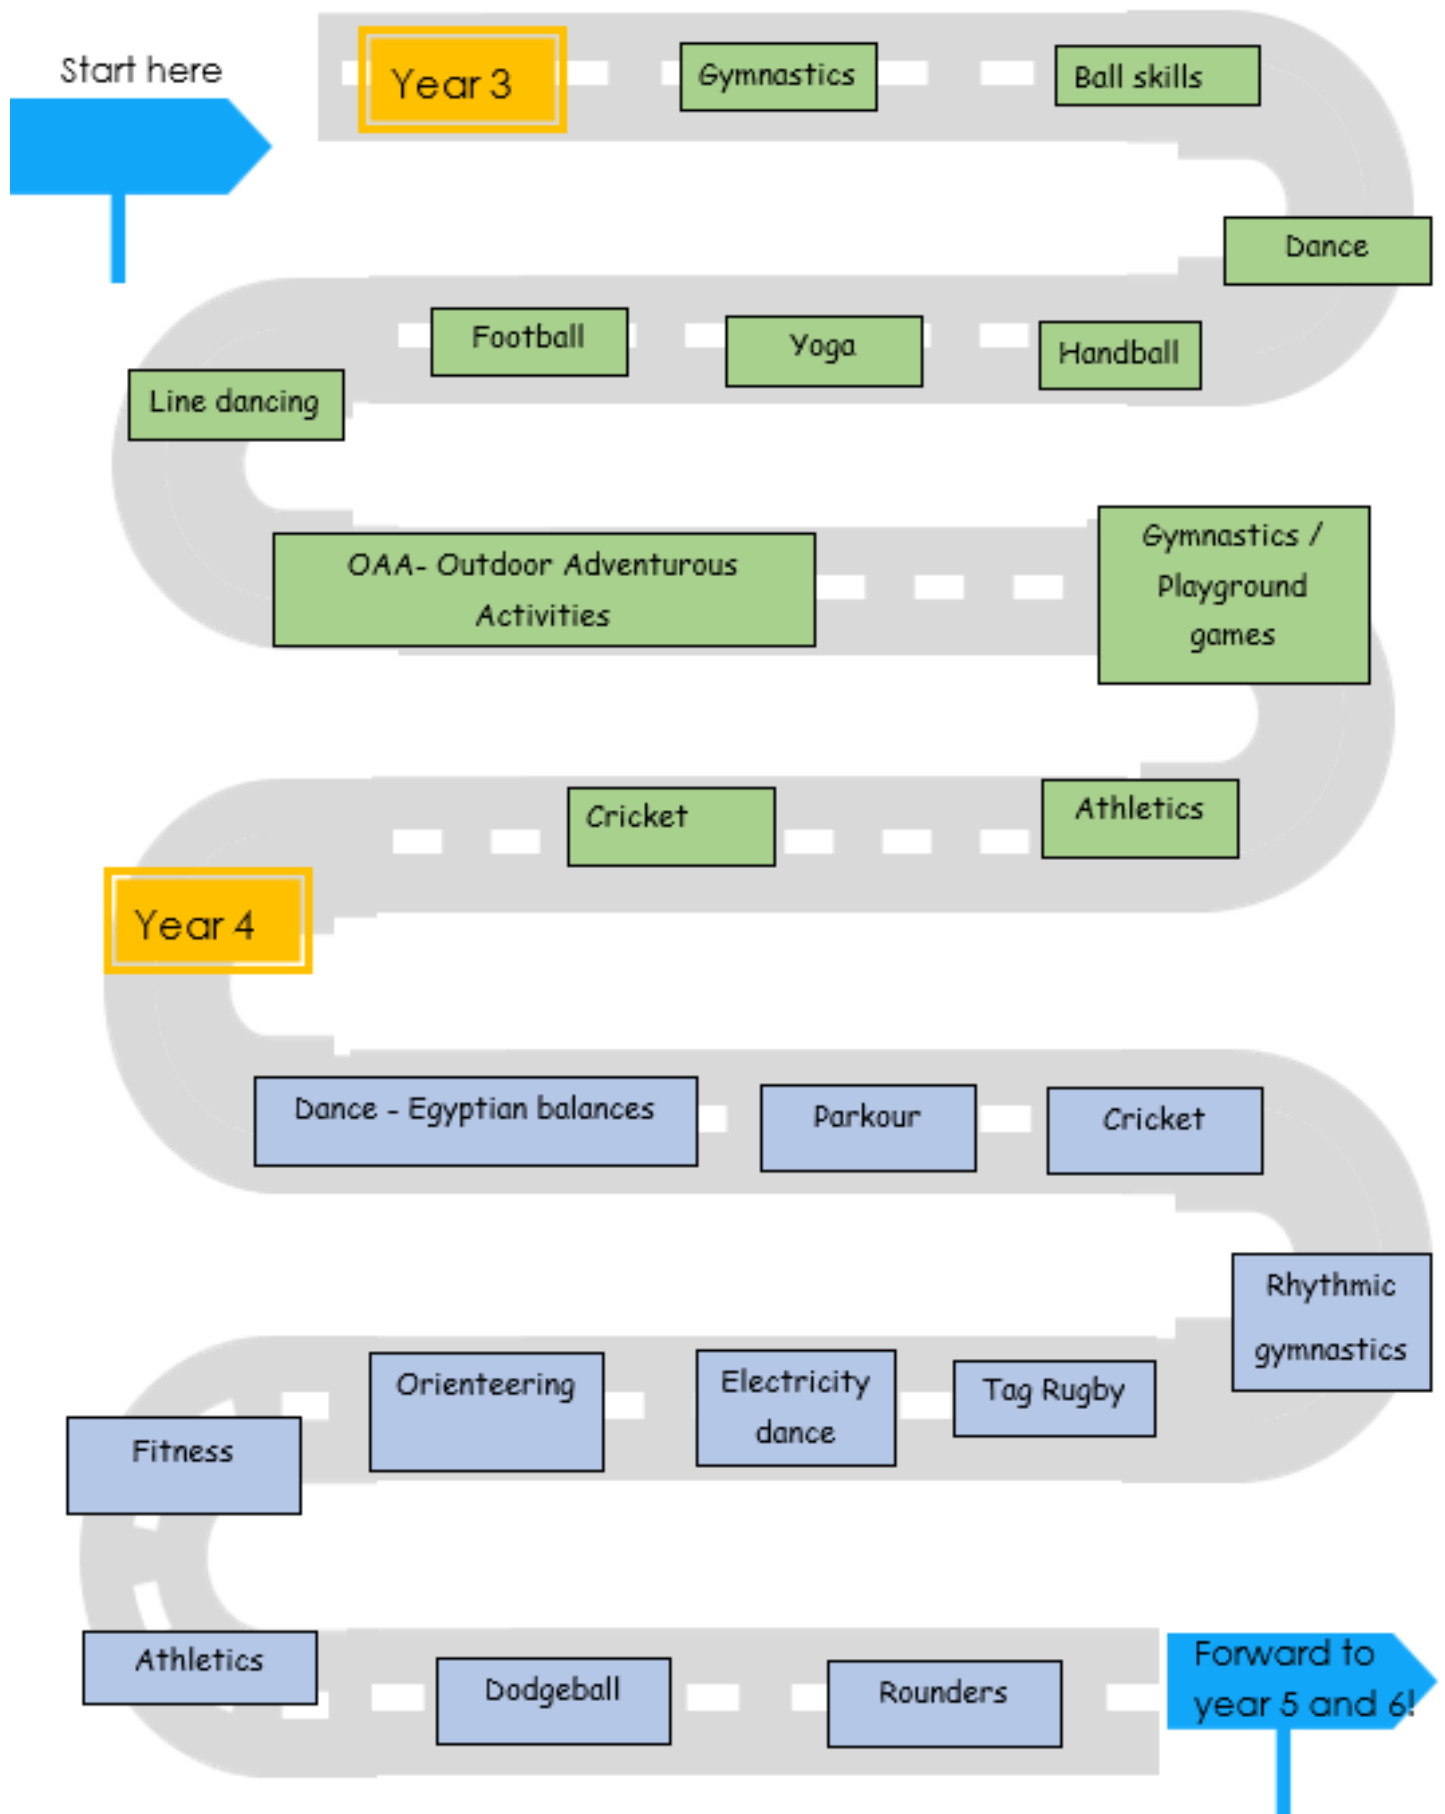 Start here
Year 3
Gymnastics
Ball skills
Dance
Handball
Yoga
Football
Line dancing
OAA- Outdoor Adventurous
Activities
Gymnastics /
Playground
games
Athletics
Cricket
Year 4
Dance - Egyptian balances
Parkour
Cricket
Rhythmic
gymnastics
Tag Rugby
Electricity
dance
Orienteering
Fitness
Athletics
Dodgeball
Rounders
Forward to
year 5 and 6!